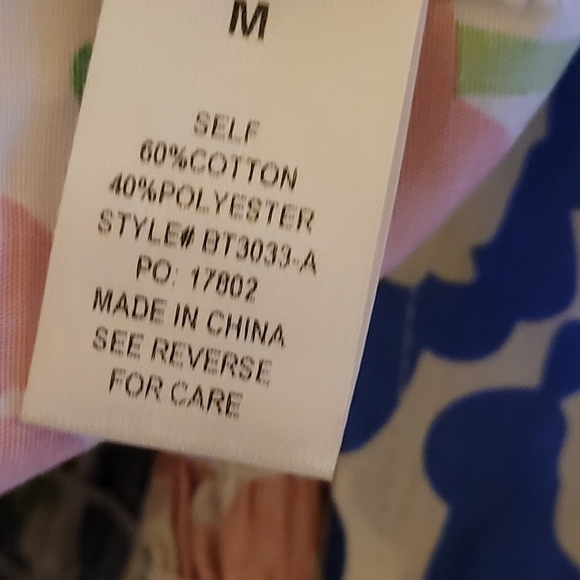 M
SELF
60%COTTON
40%POLYESTER
STYLE# BT3033-A
PO: 17802
MADE IN CHINA
SEE REVERSE
FOR CARE